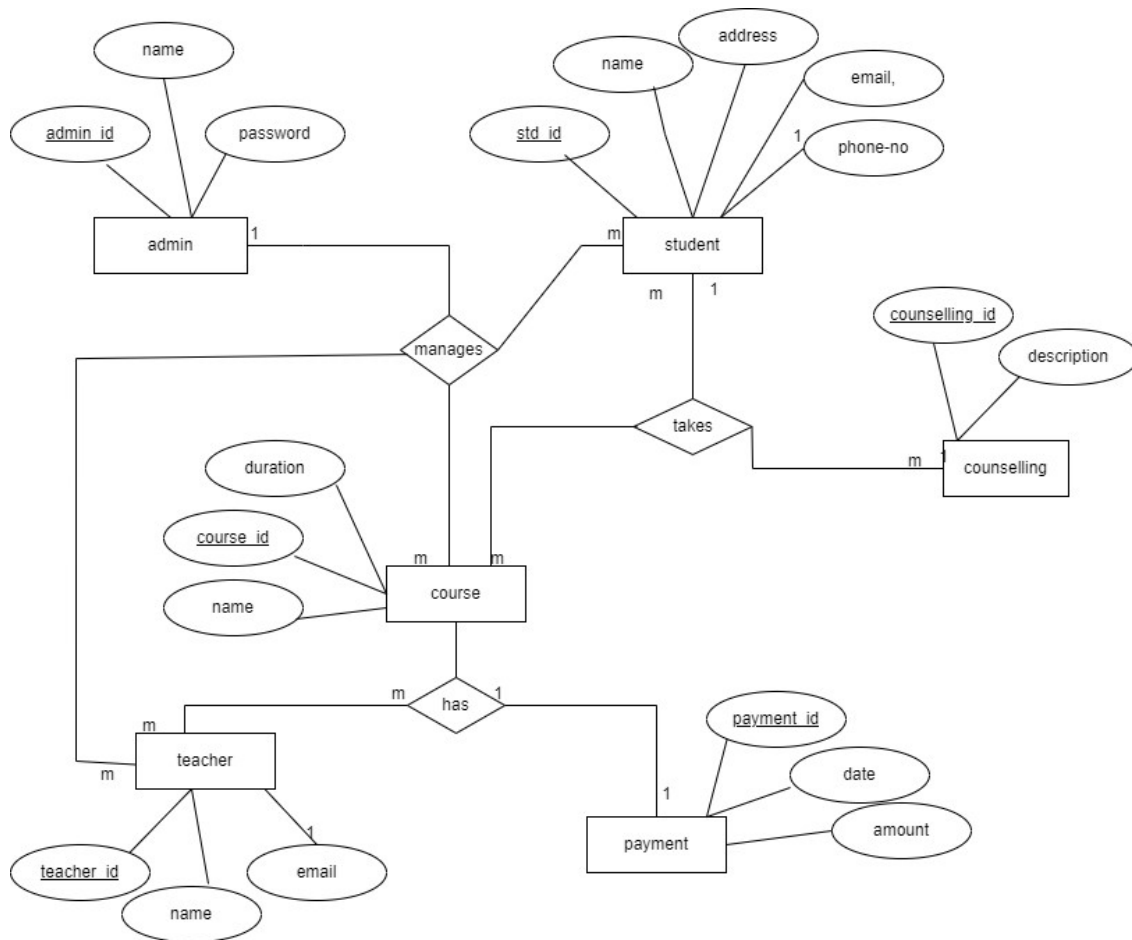 name
address
name
email,
admin_id
password
std_id
1
phone-no
admin
1
m
student
m
1
counselling_id
description
manages
takes
duration
m
1
counselling
course_id
m
m
name
course
m
has
1
payment_id
m
teacher
m
date
1
payment
amount
1
teacher_id
email
name